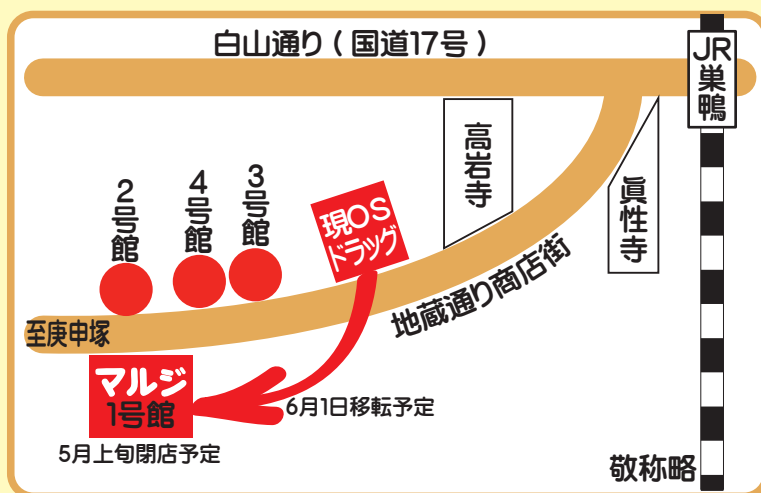 白山通り(国道17号)
JR巣鴨
高岩寺
眞性寺
2号館
4号館
3号館
現OS
ドラッグ
地蔵通り商店街
至庚申塚
マルジ
1号館
6月1日移転予定
5月上旬閉店予定
敬称略